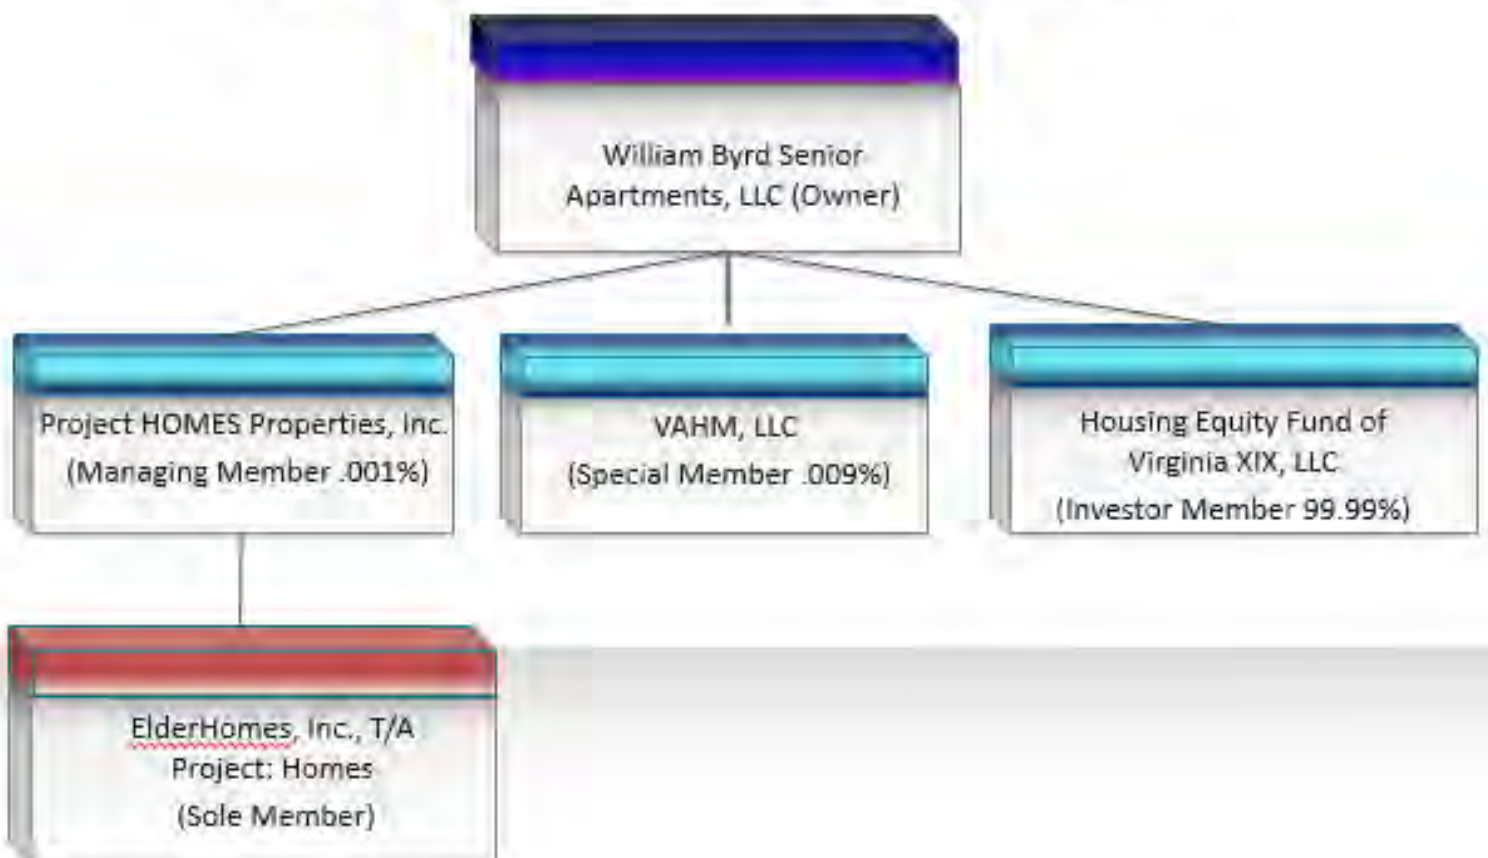 William Byrd Senior
Apartments, LLC (Owner)
Project HOMES Properties, Inc.
(Managing Member .001%)
VAHM, LLC
(Special Member .009%)
Housing Equity Fund of
Virginia XIX, LLC
(Investor Member 99.99%)
ElderHomes, Inc., T/A
Project: Homes
(Sole Member)